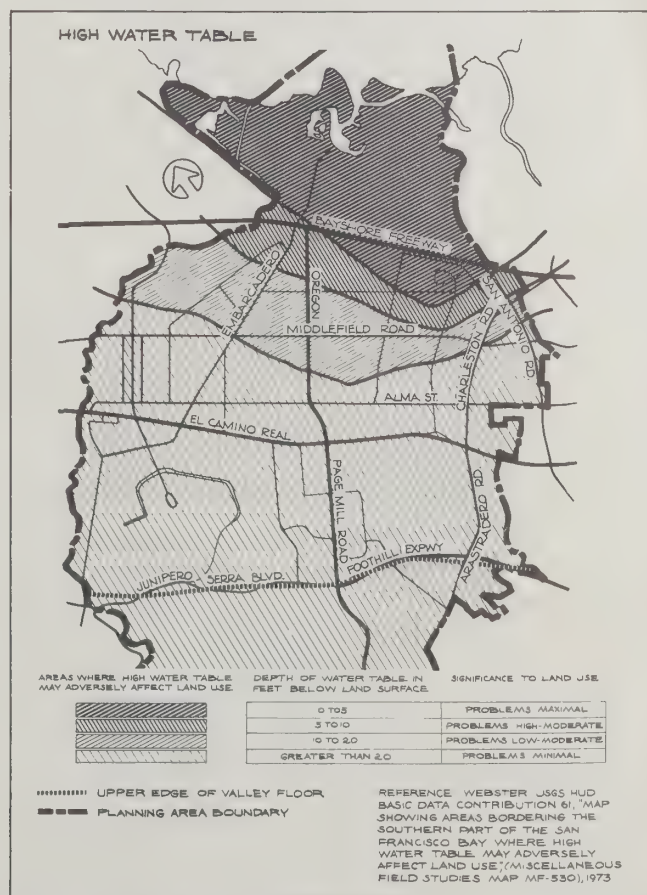 HIGH WATER TABLE
BAYSHORE FREEWAY
EMBARCADERO
OREGON
SAN ANTONIO RD
MIDDLEFIELD ROAD
CHARLESTON RD
ALMA ST.
EL CAMINO REAL
PAGE MILL ROAD
ARASTRADERO RD
FOOTHILL EXPWY
JUNIPERO SERRA BLVD.
AREAS WHERE HIGH WATER TABLE
MAY ADVERSELY AFFECT LAND USE
DEPTH OF WATER TABLE IN
FEET BELOW LAND SURFACE
SIGNIFICANCE TO LAND USE
0 TO 5 PROBLEMS MAXIMAL
5 TO 10 PROBLEMS HIGH-MODERATE
10 TO 20 PROBLEMS LOW-MODERATE
GREATER THAN 20 PROBLEMS MINIMAL
UPPER EDGE OF VALLEY FLOOR
PLANNING AREA BOUNDARY
REFERENCE WEBSTER USGS HUD
BASIC DATA CONTRIBUTION 61, "MAP
SHOWING AREAS BORDERING THE
SOUTHERN PART OF THE SAN
FRANCISCO BAY WHERE HIGH
WATER TABLE MAY ADVERSELY
AFFECT LAND USE", (MISCELLANEOUS
FIELD STUDIES MAP MF-530), 1973